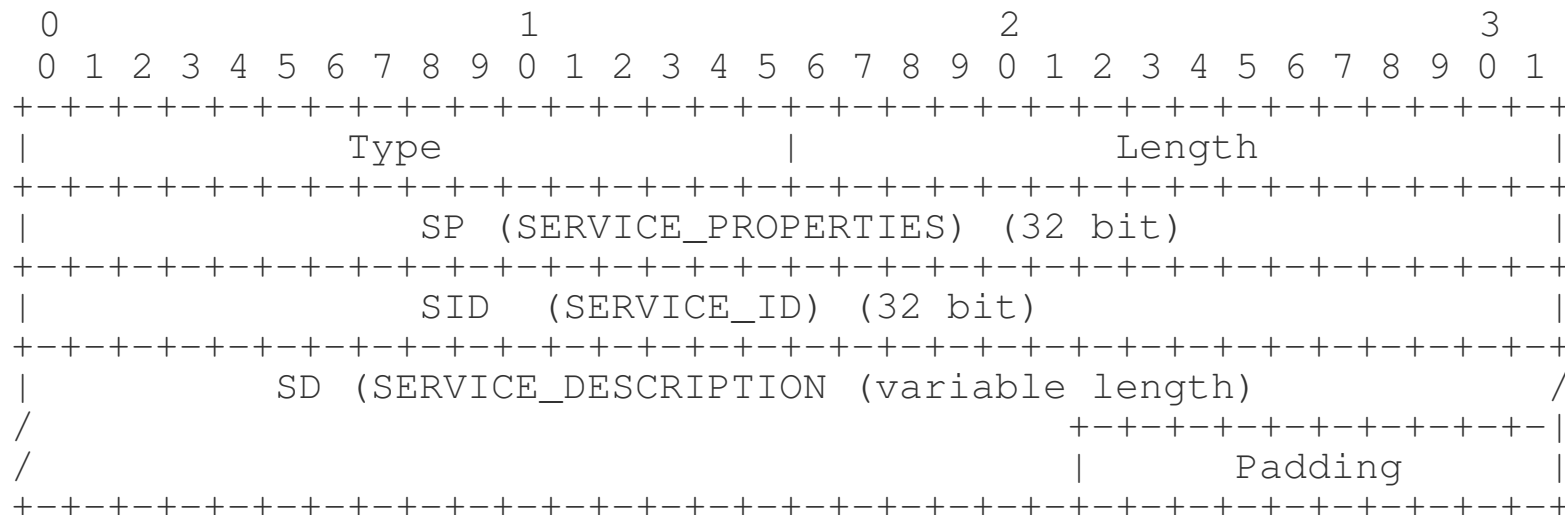 0                   1                   2                   3
 0 1 2 3 4 5 6 7 8 9 0 1 2 3 4 5 6 7 8 9 0 1 2 3 4 5 6 7 8 9 0 1
+-+-+-+-+-+-+-+-+-+-+-+-+-+-+-+-+-+-+-+-+-+-+-+-+-+-+-+-+-+-+-+-+
|             Type              |             Length            |
+-+-+-+-+-+-+-+-+-+-+-+-+-+-+-+-+-+-+-+-+-+-+-+-+-+-+-+-+-+-+-+-+
|                SP (SERVICE_PROPERTIES) (32 bit)               |
+-+-+-+-+-+-+-+-+-+-+-+-+-+-+-+-+-+-+-+-+-+-+-+-+-+-+-+-+-+-+-+-+
|                SID  (SERVICE_ID) (32 bit)                     |
+-+-+-+-+-+-+-+-+-+-+-+-+-+-+-+-+-+-+-+-+-+-+-+-+-+-+-+-+-+-+-+-+
|          SD (SERVICE_DESCRIPTION (variable length)            /
/                                           +-+-+-+-+-+-+-+-+-+-|
/                                           |      Padding      |
+-+-+-+-+-+-+-+-+-+-+-+-+-+-+-+-+-+-+-+-+-+-+-+-+-+-+-+-+-+-+-+-+